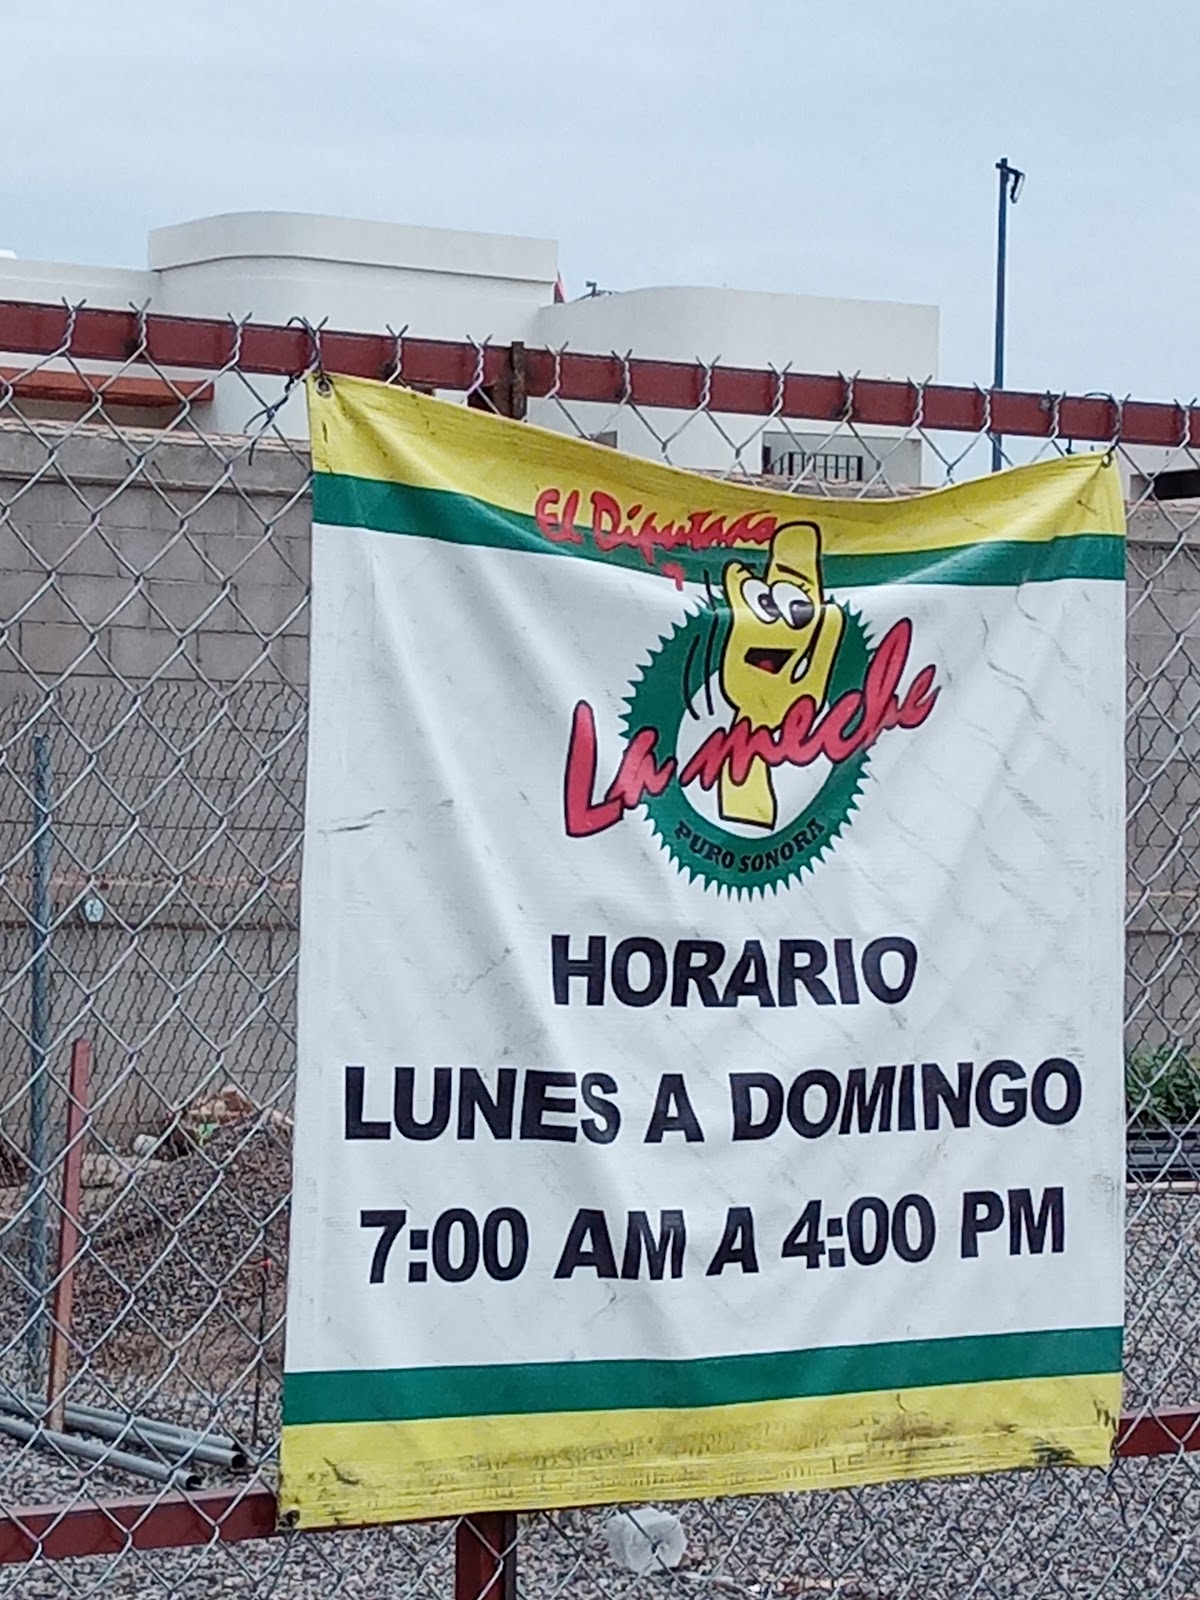 El Diputado
y
La meche
PURO SONORA
HORARIO
LUNES A DOMINGO
7:00 AM A 4:00 PM